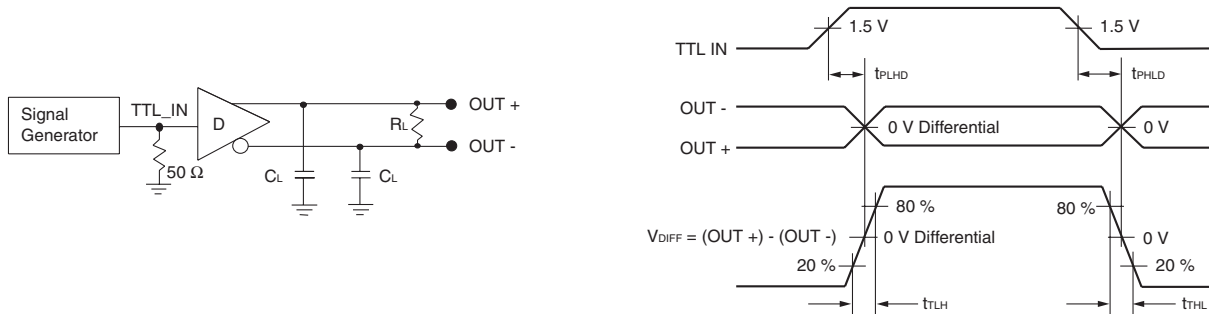 Signal
Generator
TTL_IN
50 Ω
D
CL
CL
RL
OUT +
OUT -
TTL IN
1.5 V
1.5 V
tPLHD
tPHLD
OUT -
OUT +
0 V Differential
0 V
80 %
80 %
VDIFF = (OUT +) - (OUT -)
0 V Differential
0 V
20 %
20 %
tTLH
tTHL